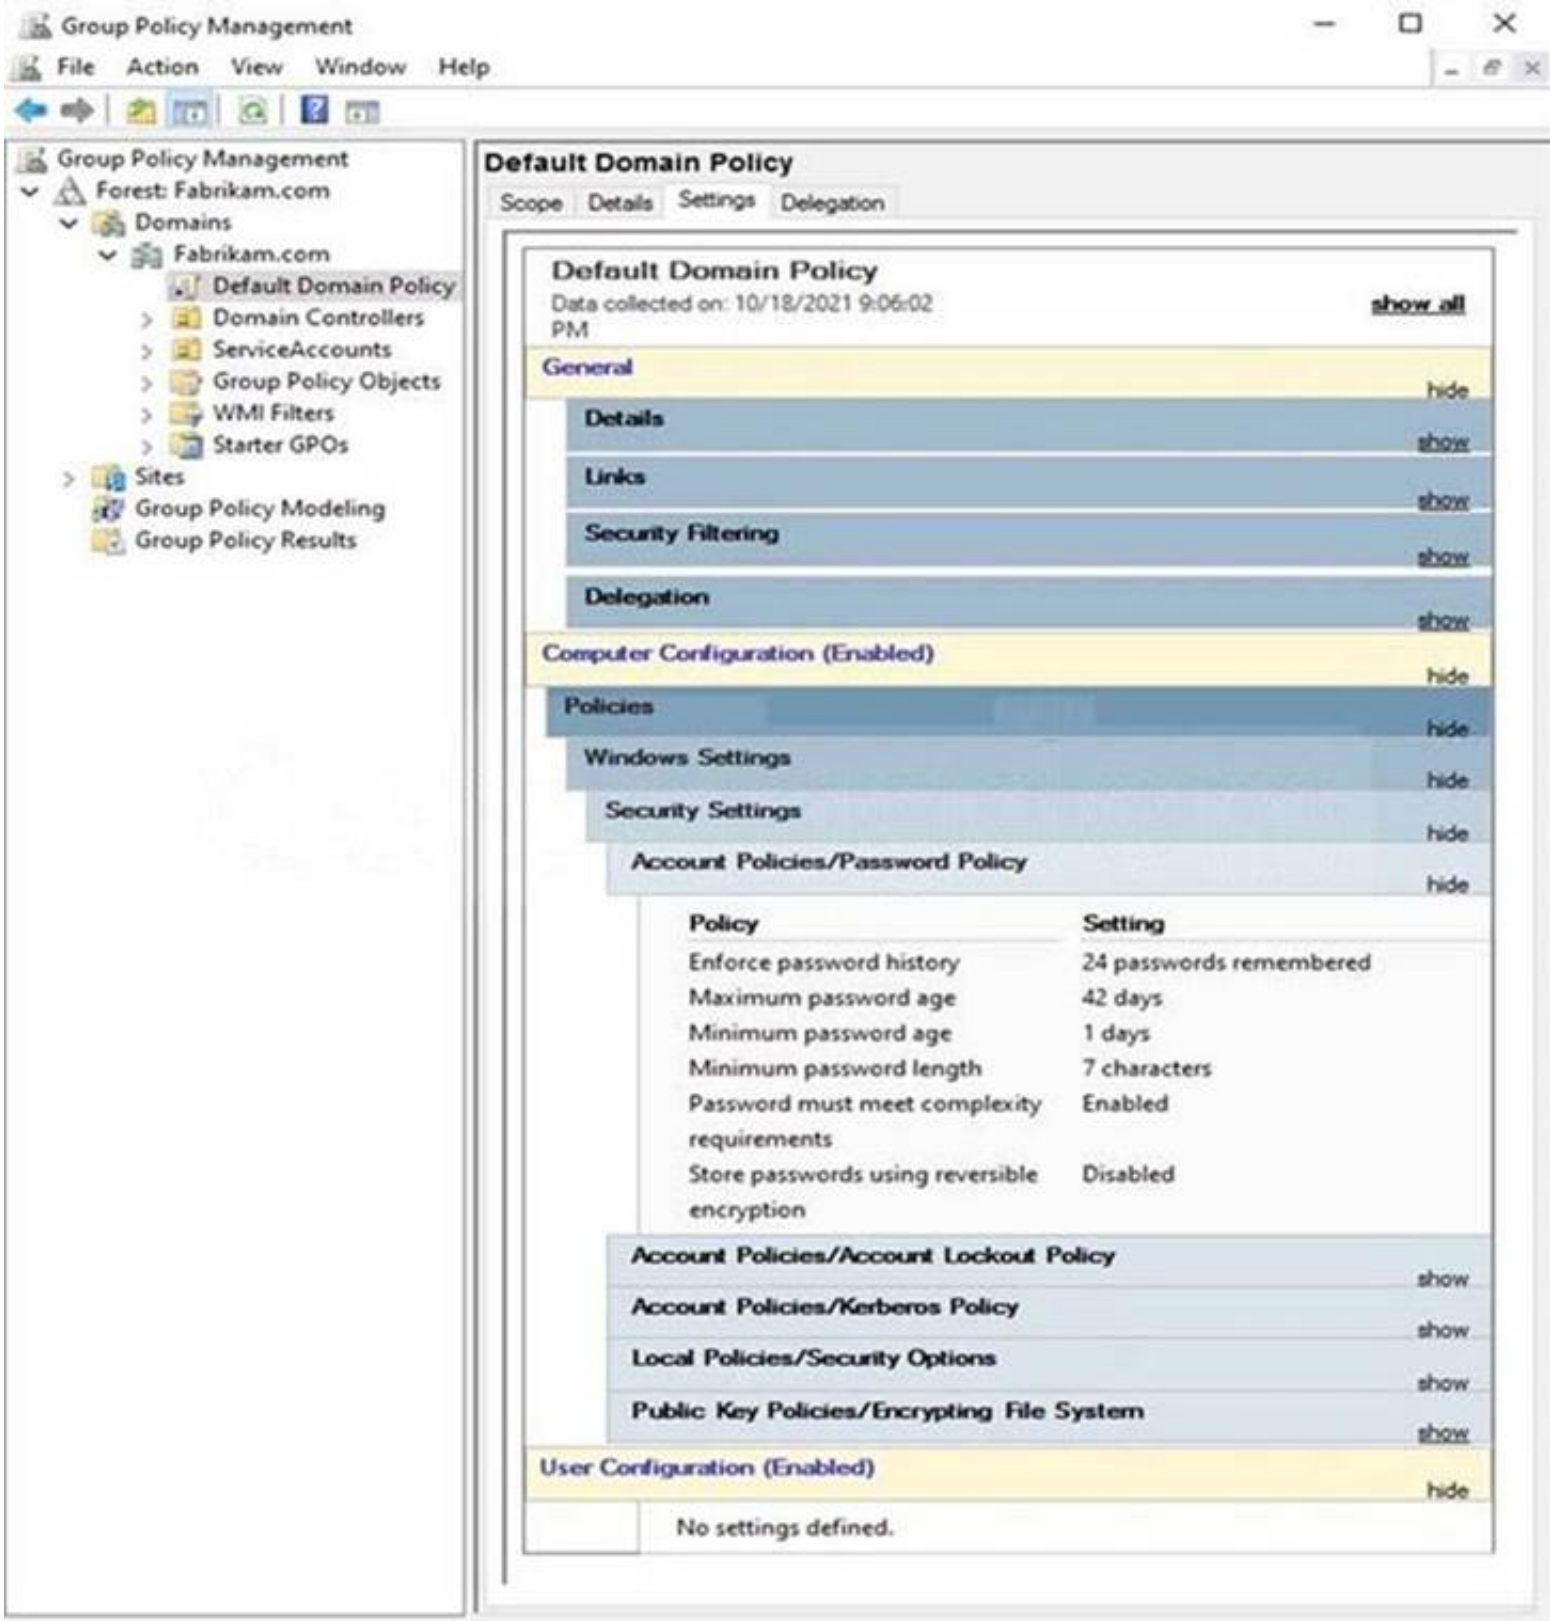 Group Policy Management
File Action View Window Help
Group Policy Management
Forest: Fabrikam.com
Domains
Fabrikam.com
Default Domain Policy
Domain Controllers
ServiceAccounts
Group Policy Objects
WMI Filters
Starter GPOs
Sites
Group Policy Modeling
Group Policy Results
Default Domain Policy
Scope Details Settings Delegation
Default Domain Policy
Data collected on: 10/18/2021 9:06:02
PM
show all
General
hide
Details
show
Links
show
Security Filtering
show
Delegation
show
Computer Configuration (Enabled)
hide
Policies
hide
Windows Settings
hide
Security Settings
hide
Account Policies/Password Policy
hide
Policy Setting
Enforce password history 24 passwords remembered
Maximum password age 42 days
Minimum password age 1 days
Minimum password length 7 characters
Password must meet complexity Enabled
requirements
Store passwords using reversible Disabled
encryption
Account Policies/Account Lockout Policy
show
Account Policies/Kerberos Policy
show
Local Policies/Security Options
show
Public Key Policies/Encrypting File System
show
User Configuration (Enabled)
hide
No settings defined.